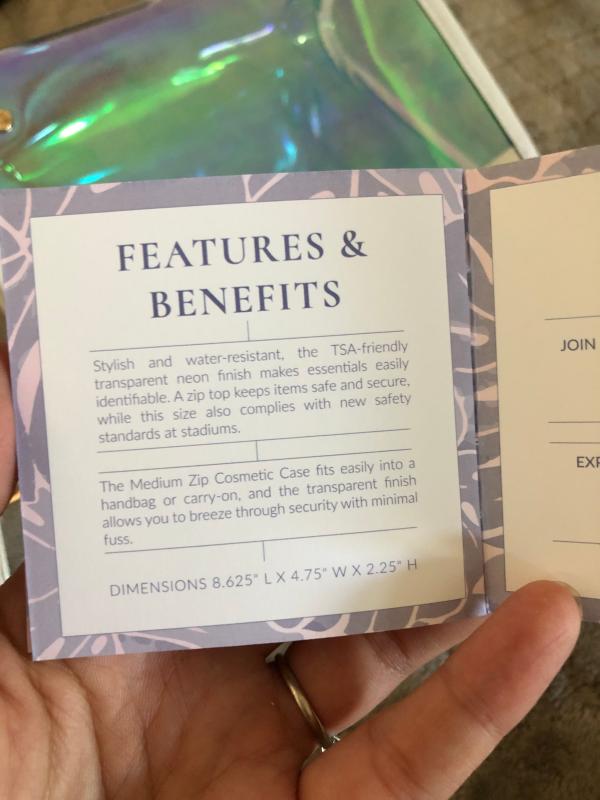 FEATURES &
BENEFITS
Stylish and water-resistant, the TSA-friendly
transparent neon finish makes essentials easily
identifiable. A zip top keeps items safe and secure,
while this size also complies with new safety
standards at stadiums.
The Medium Zip Cosmetic Case fits easily into a
handbag or carry-on, and the transparent finish
allows you to breeze through security with minimal
fuss.
DIMENSIONS 8.625" L X 4.75" W X 2.25" H
JOIN
EXP